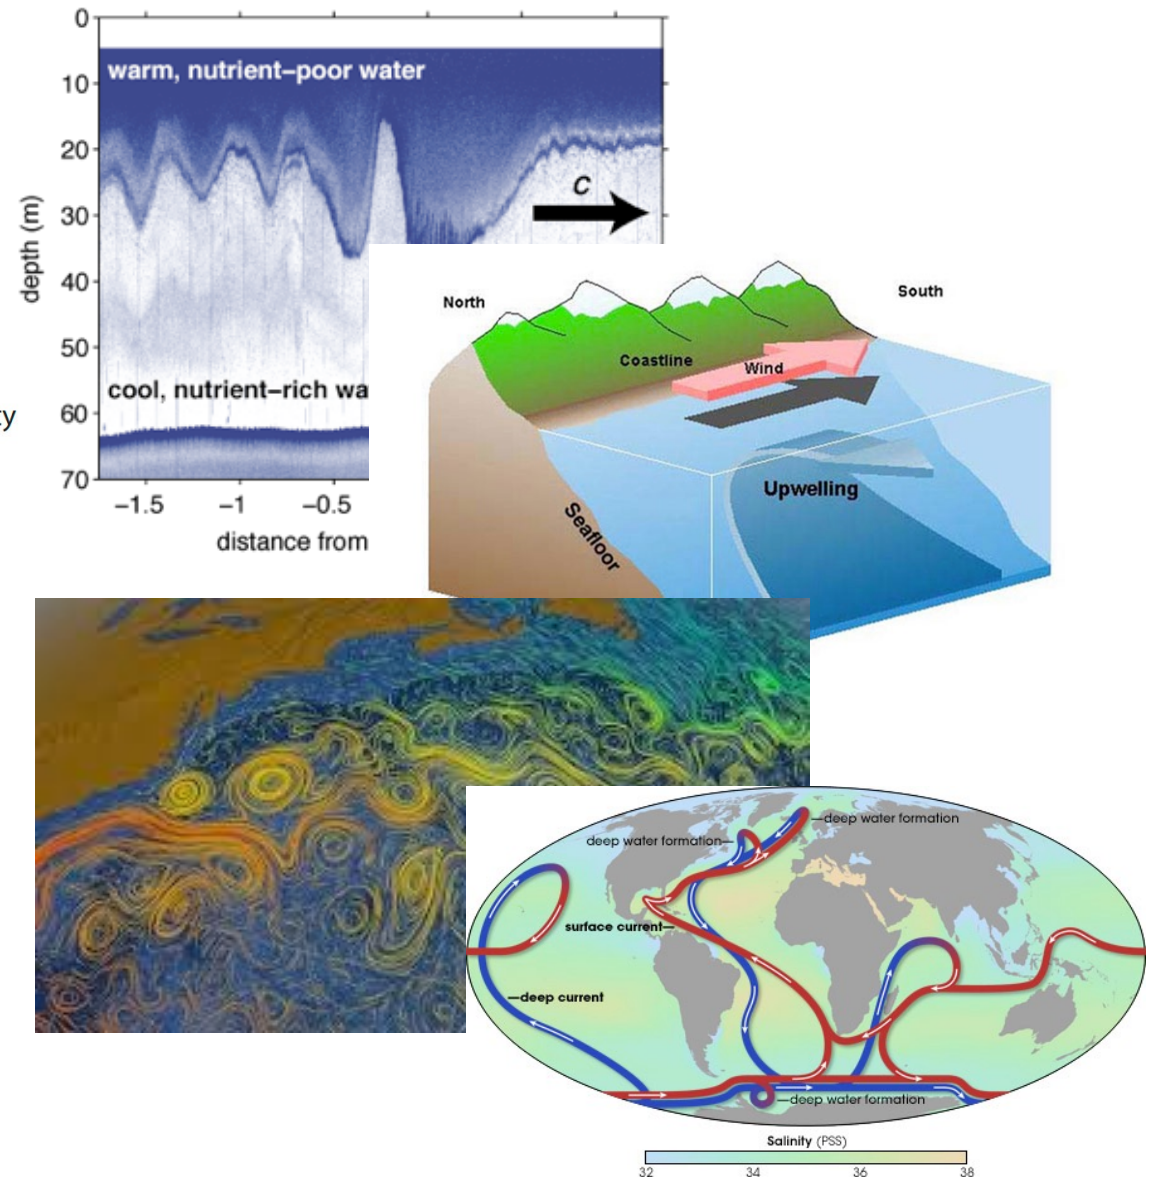 0
warm, nutrient–poor water
10
20
C
30
depth (m)
40
50
cool, nutrient–rich wa
60
70
−1.5
−1
−0.5
distance from
ty
North
South
Coastline
Wind
Upwelling
Seafloor
deep water formation
deep water formation
surface current
deep current
deep water formation
Salinity (PSS)
32
34
36
38